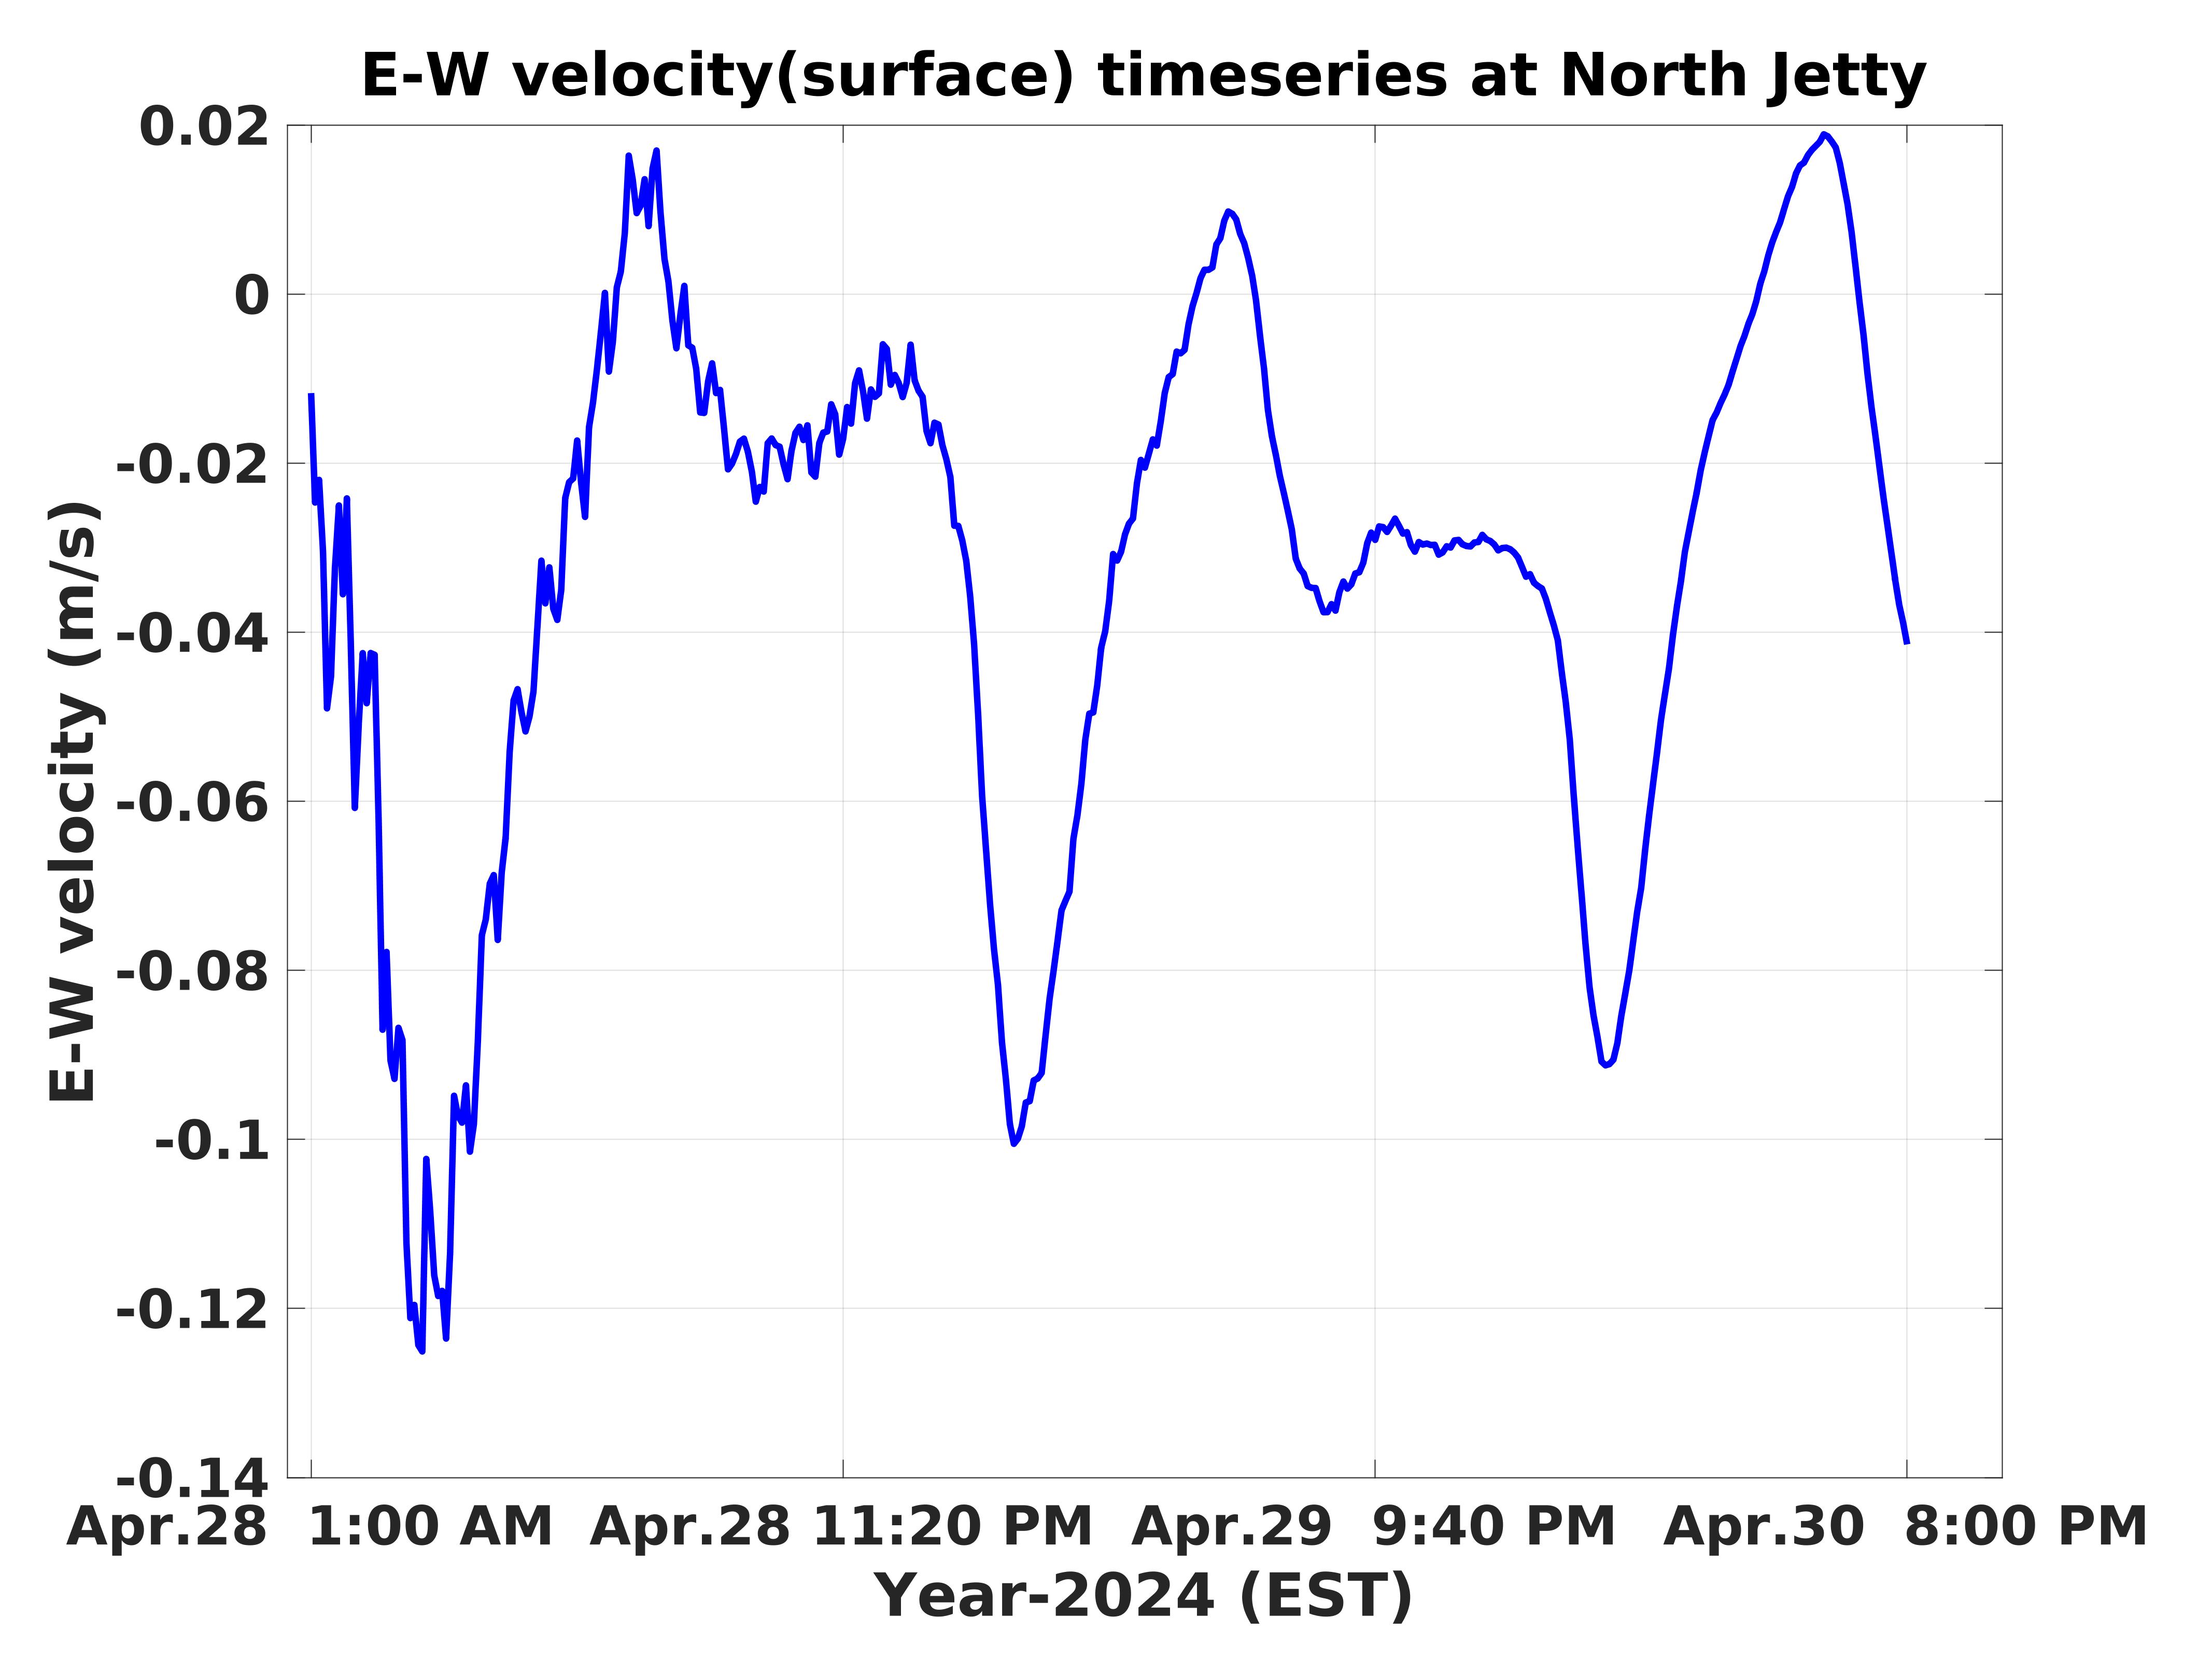 E-W velocity(surface) timeseries at North Jetty
0.02
0
-0.02
-0.04
-0.06
-0.08
-0.1
-0.12
-0.14
E-W velocity (m/s)
Apr.28 1:00 AM Apr.28 11:20 PM Apr.29 9:40 PM Apr.30 8:00 PM
Year-2024 (EST)